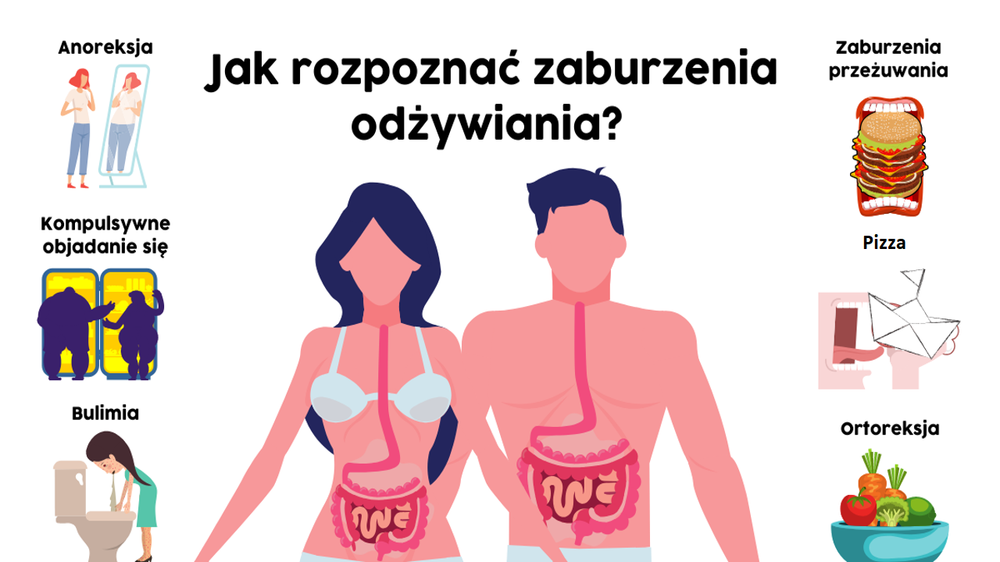 Jak rozpoznać zaburzenia
odżywiania?
Anoreksja
Kompulsywne
objadanie się
Bulimia
Zaburzenia
przeżuwania
Pizza
Ortoreksja